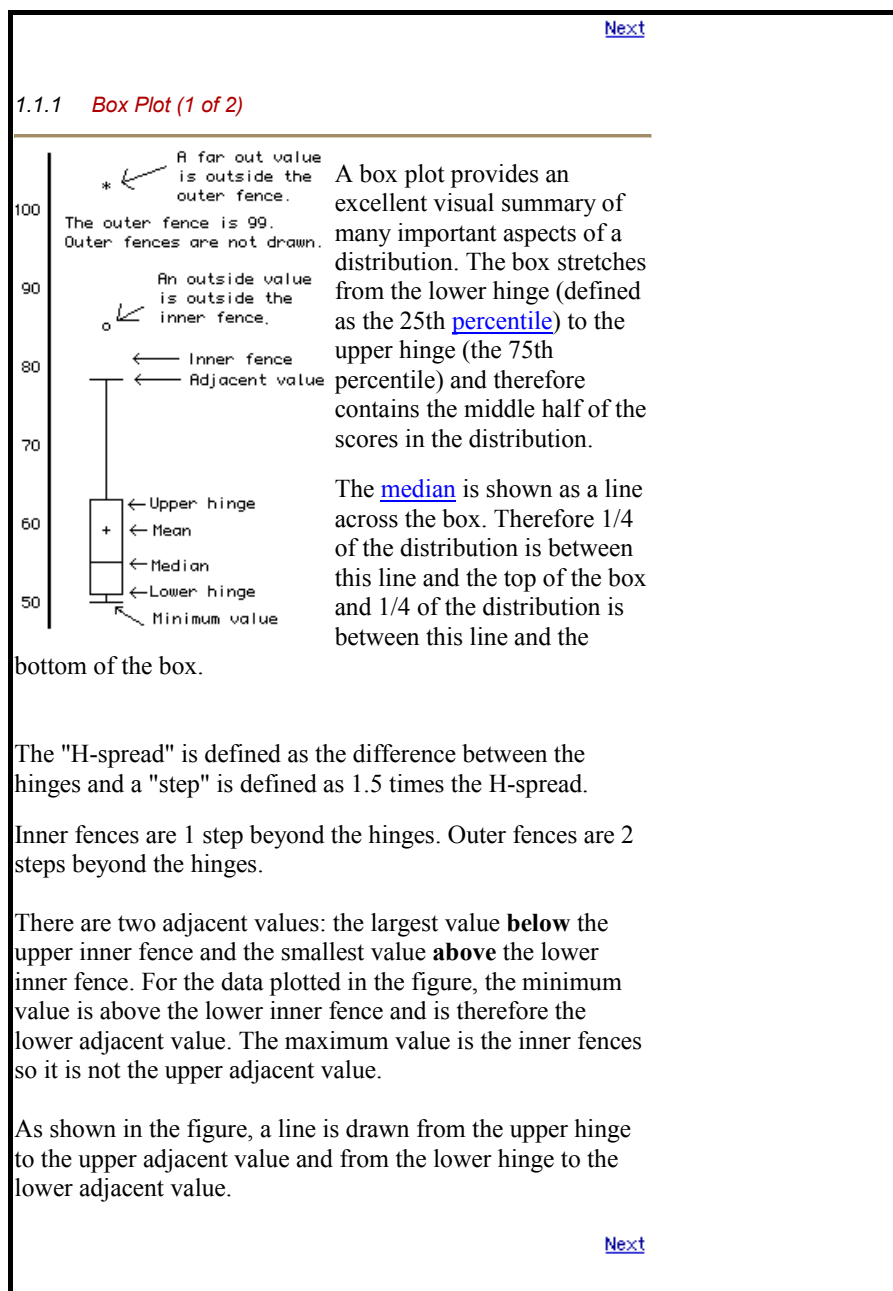 Next
1.1.1 Box Plot (1 of 2)
A far out value
is outside the
outer fence.
*
100
The outer fence is 99.
Outer fences are not drawn.
90
An outside value
is outside the
inner fence.
o
80
Inner fence
Adjacent value
70
Upper hinge
60
+
Mean
Median
Lower hinge
50
Minimum value
A box plot provides an
excellent visual summary of
many important aspects of a
distribution. The box stretches
from the lower hinge (defined
as the 25th percentile) to the
upper hinge (the 75th
percentile) and therefore
contains the middle half of the
scores in the distribution.
The median is shown as a line
across the box. Therefore 1/4
of the distribution is between
this line and the top of the box
and 1/4 of the distribution is
between this line and the
bottom of the box.
The "H-spread" is defined as the difference between the
hinges and a "step" is defined as 1.5 times the H-spread.
Inner fences are 1 step beyond the hinges. Outer fences are 2
steps beyond the hinges.
There are two adjacent values: the largest value below the
upper inner fence and the smallest value above the lower
inner fence. For the data plotted in the figure, the minimum
value is above the lower inner fence and is therefore the
lower adjacent value. The maximum value is the inner fences
so it is not the upper adjacent value.
As shown in the figure, a line is drawn from the upper hinge
to the upper adjacent value and from the lower hinge to the
lower adjacent value.
Next